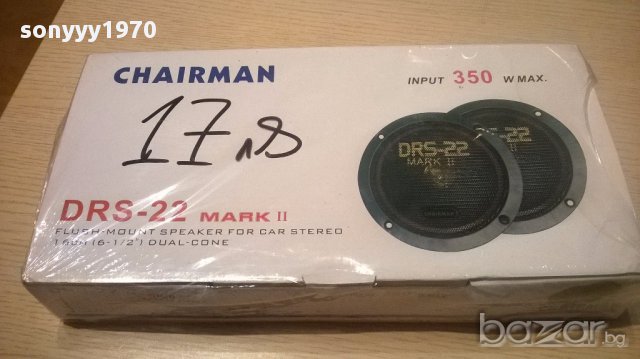 sonyyy1970
CHAIRMAN
INPUT 350 W MAX.
DRS-22
MARK II
CHAIRMAN
DRS-22 MARK II
FLUSH-MOUNT SPEAKER FOR CAR STEREO
16cm (6-1/2") DUAL-CONE
bazar.bg